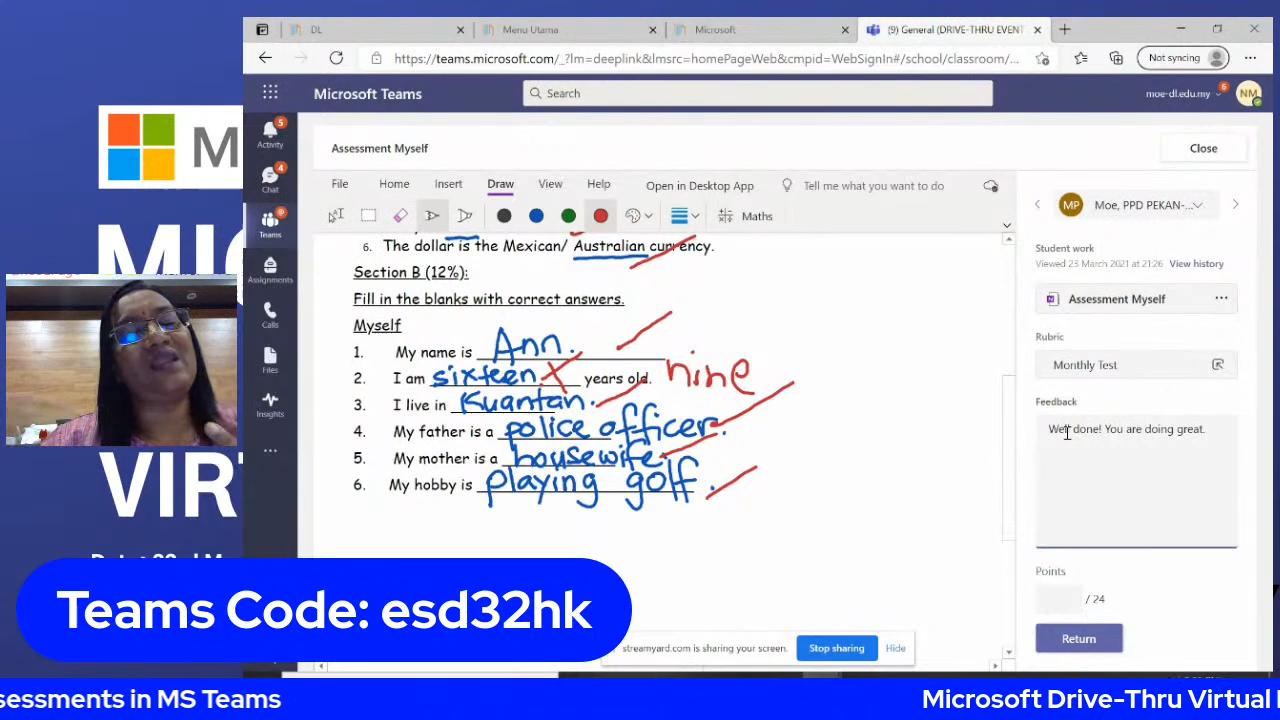 DL
Menu Utama
Microsoft
(9) General (DRIVE-THRU EVENT
https://teams.microsoft.com/_?lm=deeplink&lmsrc=homePageWeb&cmpid=WebSignIn#/school/classroom/...
Not syncing
Microsoft Teams
Search
moe-dl.edu.my
6
NM
5
Activity
4
Chat
Teams
Assignments
Calls
Files
Insights
Assessment Myself
Close
File Home Insert Draw View Help Open in Desktop App Tell me what you want to do
Maths
6. The dollar is the Mexican/ Australian currency.
Section B (12%):
Fill in the blanks with correct answers.
Myself
1. My name is Ann.
2. I am sixteen years old. nine
3. I live in Kuantan.
4. My father is a police officer.
5. My mother is a housewife.
6. My hobby is playing golf.
MP Moe, PPD PEKAN-...
Student work
Viewed 23 March 2021 at 21:26 View history
Assessment Myself
Rubric
Monthly Test
Feedback
Well done! You are doing great.
Points
/ 24
Return
streamyard.com is sharing your screen.
Stop sharing
Hide
M
VIRT
Teams Code: esd32hk
sessments in MS Teams
Microsoft Drive-Thru Virtual